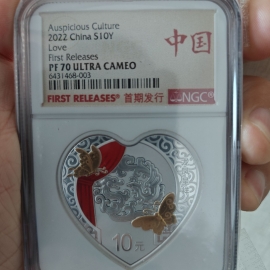 Auspicious Culture
2022 China S10Y
Love
First Releases
PF 70 ULTRA CAMEO
6431468-003
中国
FIRST RELEASES 首期发行 NGC
10元